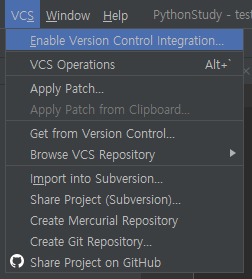 VCS Window Help PythonStudy - test
Enable Version Control Integration...
VCS Operations Alt+`
Apply Patch...
Apply Patch from Clipboard...
Get from Version Control...
Browse VCS Repository
Import into Subversion...
Share Project (Subversion)...
Create Mercurial Repository
Create Git Repository...
Share Project on GitHub